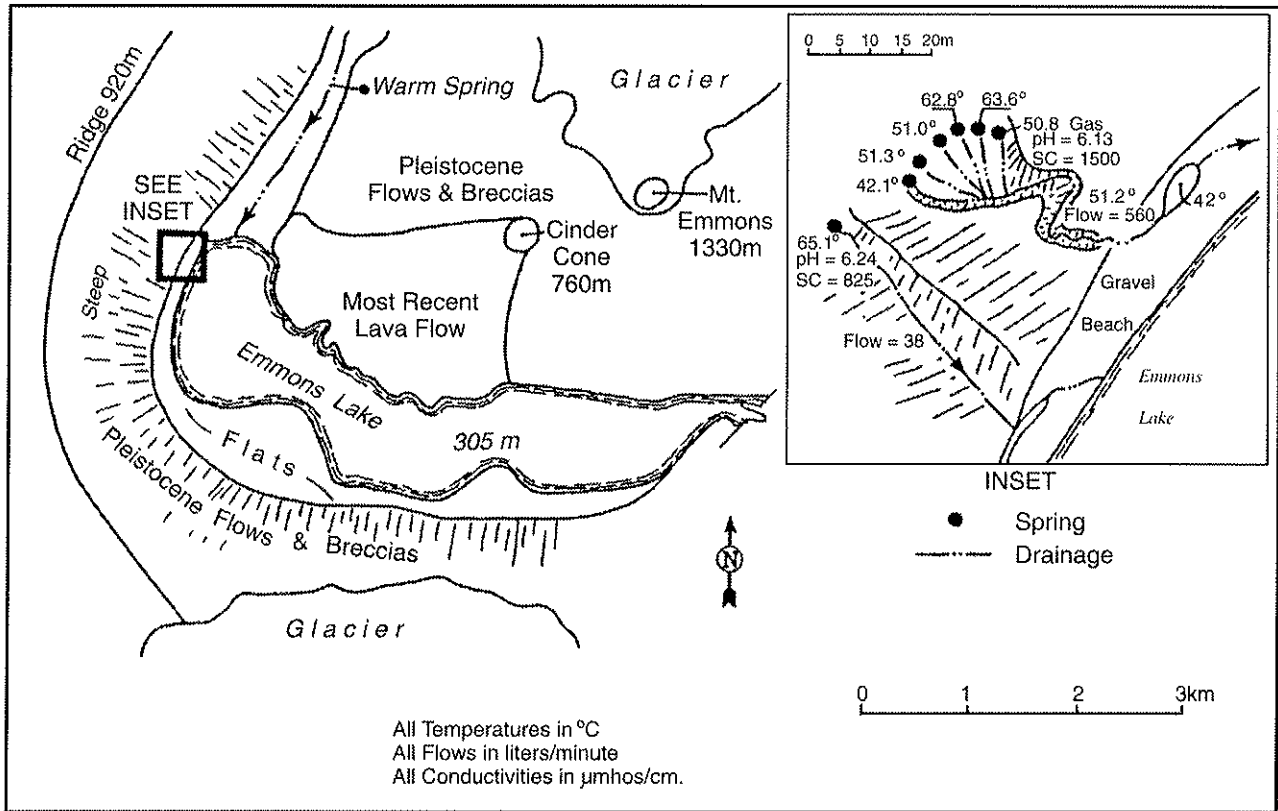 Ridge 920m
Glacier
Warm Spring
Pleistocene
Flows & Breccias
Mt.
Emmons
1330m
SEE
INSET
Cinder
Cone
760m
Steep
Most Recent
Lava Flow
Emmons Lake
305 m
Flats
Pleistocene Flows & Breccias
N
Glacier
All Temperatures in °C
All Flows in liters/minute
All Conductivities in µmhos/cm.
0 5 10 15 20m
62.8° 63.6°
51.0°
50.8 Gas
pH = 6.13
SC = 1500
51.3°
42.1°
51.2°
Flow = 560
42°
65.1°
pH = 6.24
SC = 825
Gravel
Beach
Flow = 38
Emmons
Lake
INSET
Spring
Drainage
0 1 2 3km